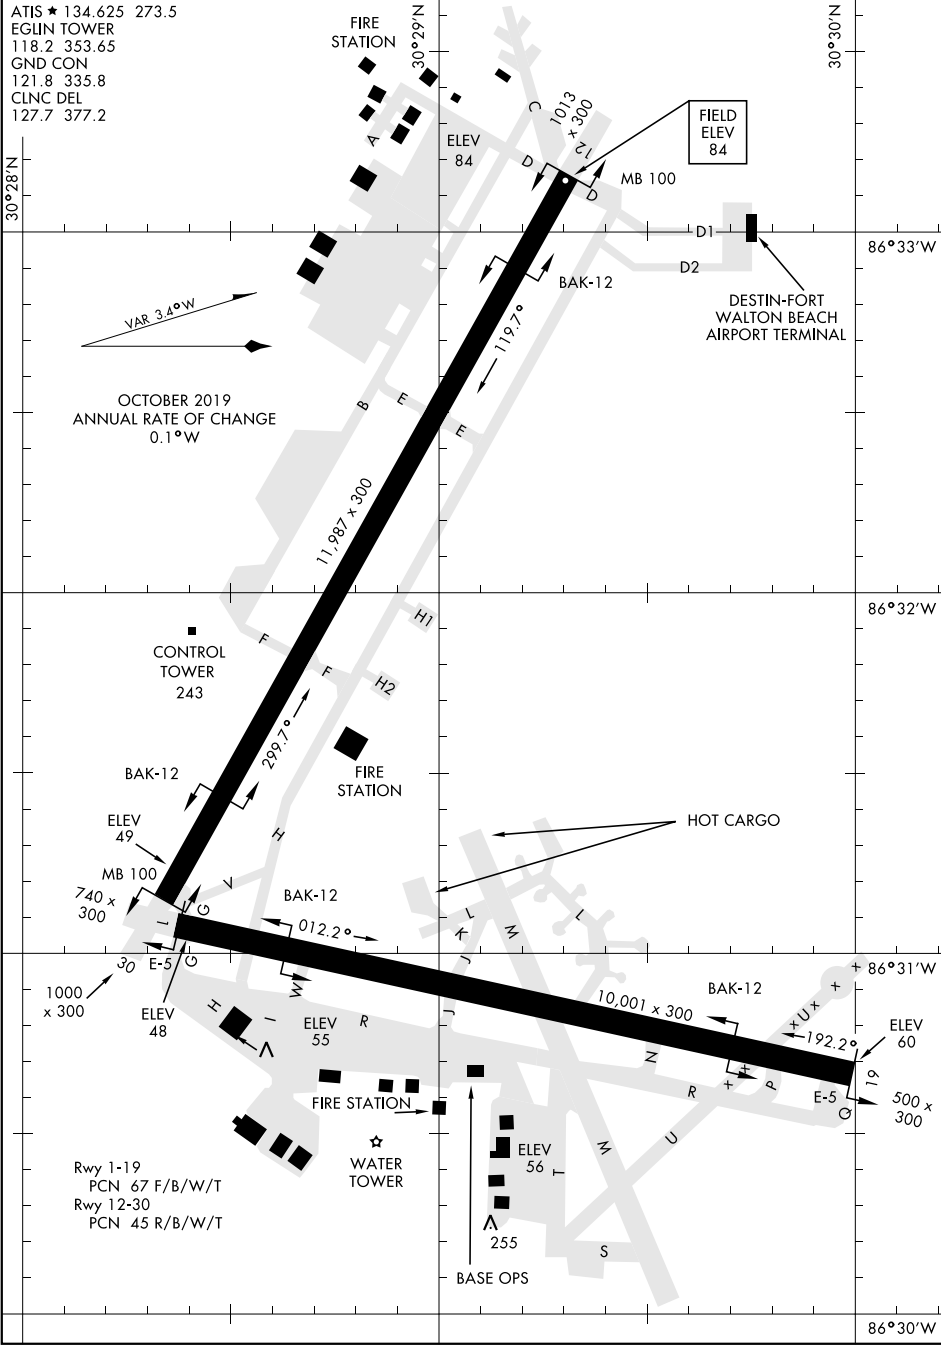 ATIS ★ 134.625 273.5
EGLIN TOWER
118.2 353.65
GND CON
121.8 335.8
CLNC DEL
127.7 377.2
FIRE
STATION
30°29'N
30°30'N
30°28'N
C
1013
x 300
12
FIELD
ELEV
84
A
ELEV
84
D
MB 100
D
D1
86°33'W
D2
BAK-12
DESTIN-FORT
WALTON BEACH
AIRPORT TERMINAL
VAR 3.4°W
119.7°
OCTOBER 2019
ANNUAL RATE OF CHANGE
0.1°W
B
E
E
11,987 x 300
86°32'W
H1
F
F
H2
CONTROL
TOWER
243
299.7°
FIRE
STATION
BAK-12
ELEV
49
HOT CARGO
H
MB 100
V
740 x
300
G
BAK-12
I
012.2°
L
K
M
L
J
G
E-5
30
86°31'W
1000
x 300
ELEV
48
H
I
W
ELEV
55
R
J
10,001 x 300
BAK-12
x
x
x U x
x
192.2°
ELEV
60
N
x x
R
P
E-5
19
Q
500 x
300
FIRE STATION
U
WATER
TOWER
ELEV
56
T
M
Rwy 1-19
PCN 67 F/B/W/T
Rwy 12-30
PCN 45 R/B/W/T
255
S
BASE OPS
86°30'W